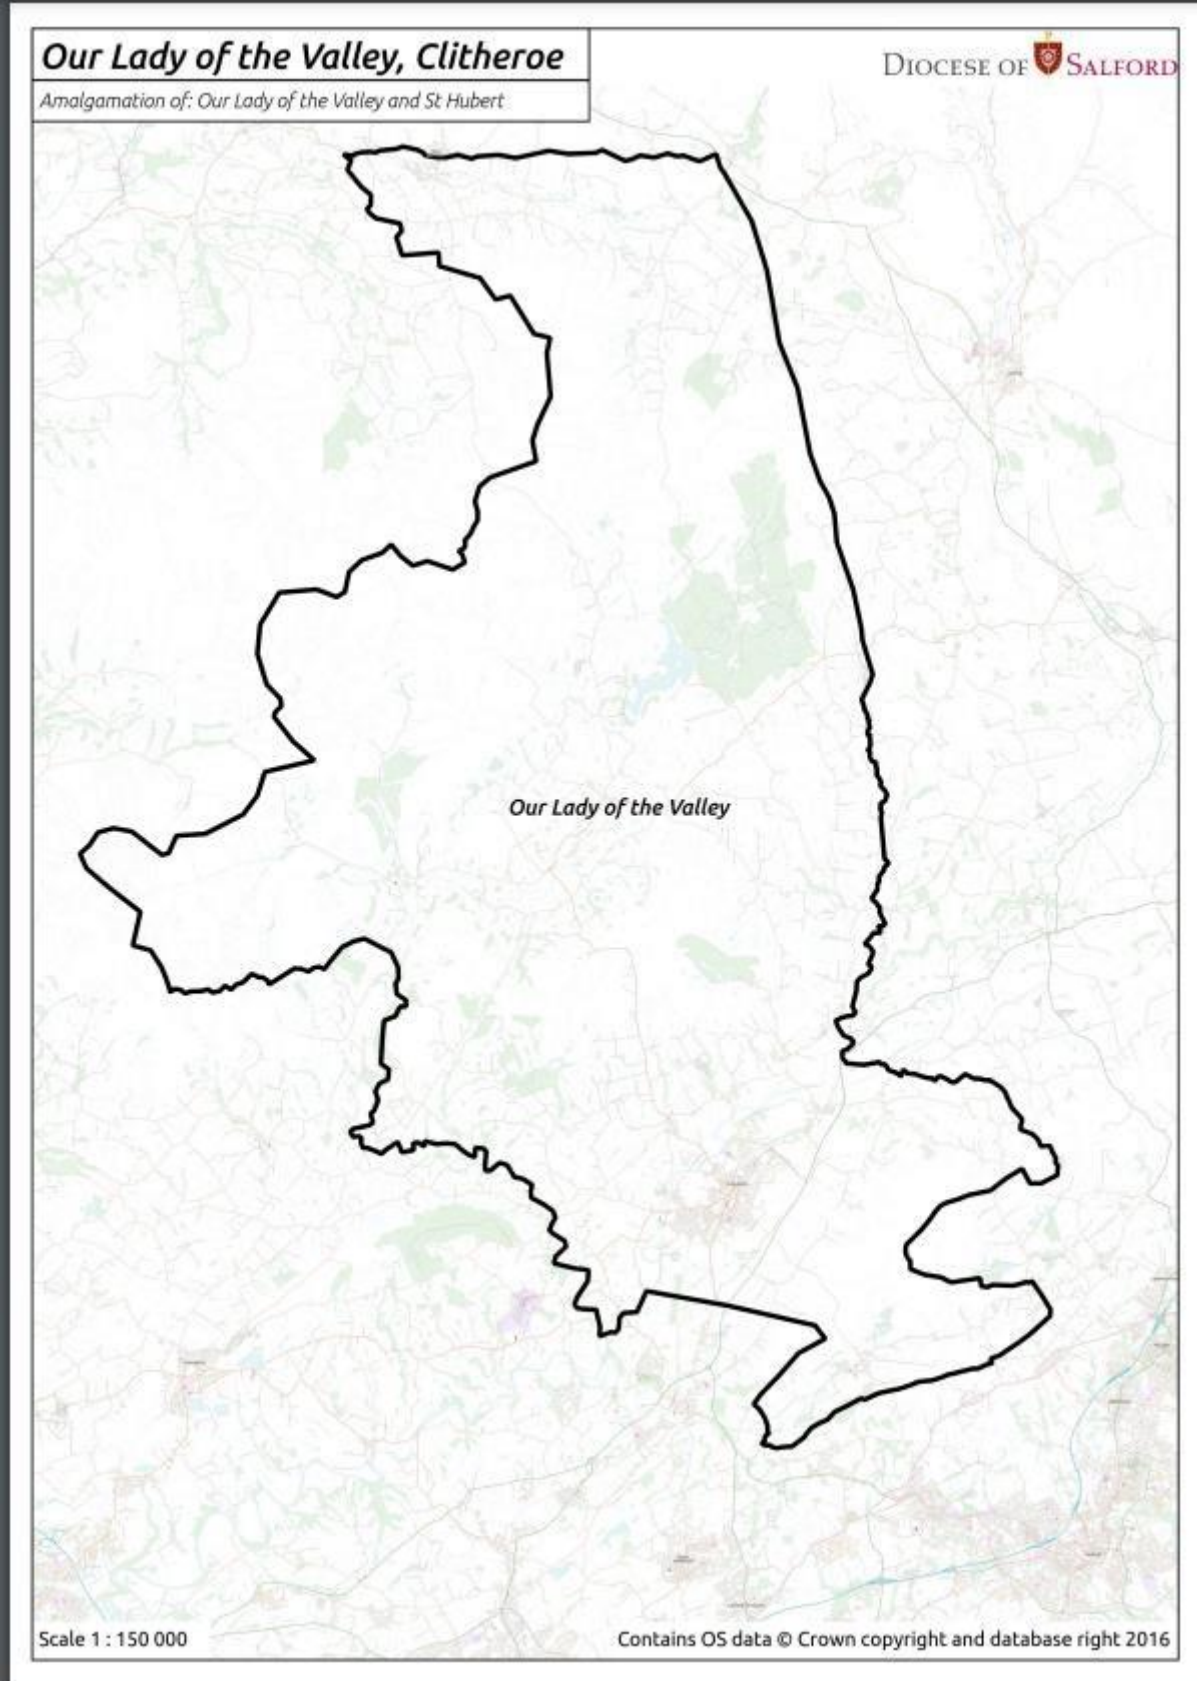 Our Lady of the Valley, Clitheroe
DIOCESE OF SALFORD
Amalgamation of: Our Lady of the Valley and St Hubert
Our Lady of the Valley
Scale 1 : 150 000
Contains OS data © Crown copyright and database right 2016